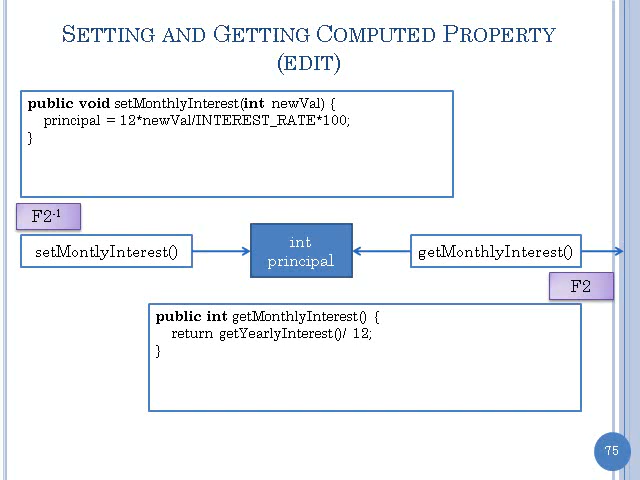 SETTING AND GETTING COMPUTED PROPERTY
(EDIT)
public void setMonthlyInterest(int newVal) {
principal = 12*newVal/INTEREST_RATE*100;
}
F2-1
setMontlyInterest()
int
principal
getMonthlyInterest()
F2
public int getMonthlyInterest() {
return getYearlyInterest()/ 12;
}
75